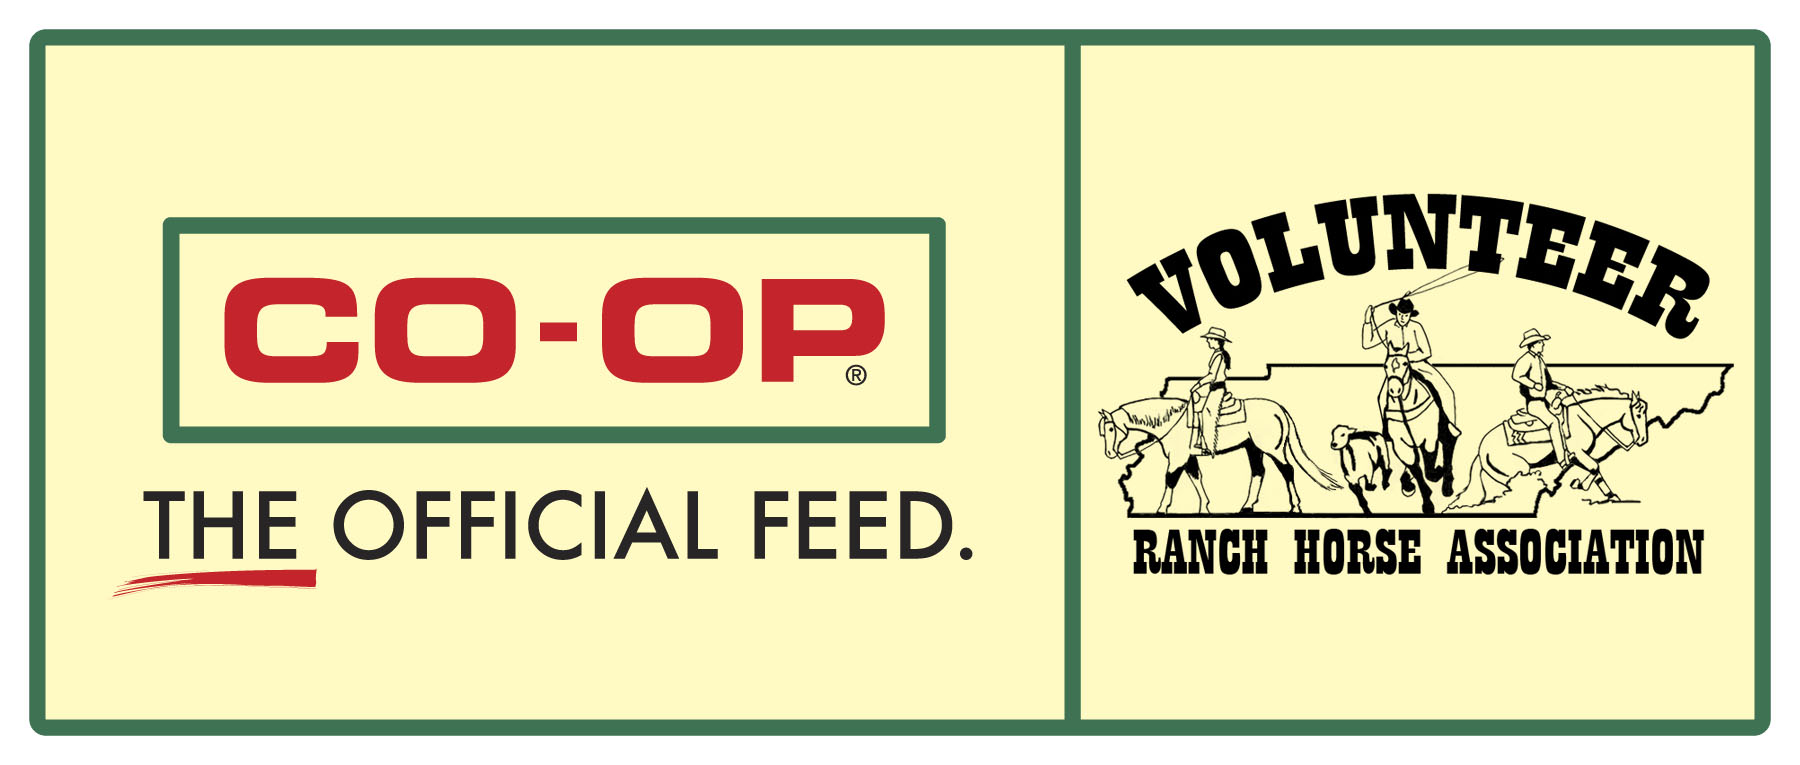 CO-OP®
THE OFFICIAL FEED.
VOLUNTEER
RANCH HORSE ASSOCIATION